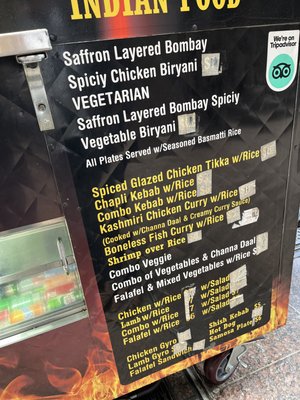 INDIAN FOOD
We're on
Tripadvisor
Saffron Layered Bombay
Spiciy Chicken Biryani
VEGETARIAN
Saffron Layered Bombay Spiciy
Vegetable Biryani
All Plates Served w/Seasoned Basmatti Rice
Spiced Glazed Chicken Tikka w/Rice
Chapli Kebab w/Rice
Combo Kebab w/Rice
Kashmiri Chicken Curry w/Rice
(Cooked w/Channa Daal & Creamy Curry Sauce)
Boneless Fish Curry w/Rice
Shrimp over Rice
Combo Veggie
Combo of Vegetables & Channa Daal
Falafel & Mixed Vegetables w/Rice
Chicken w/Rice w/Salad
Lamb w/Rice 7 w/Salad
Combo w/Rice 7 w/Salad
Falafel w/Rice 6 w/Salad
Chicken Gyro
Lamb Gyro
Falafel Sandwich
Shish Kebab
Hot Dog
Samosa Plate